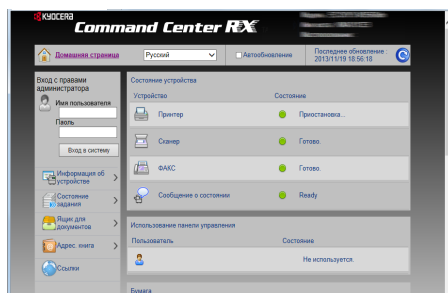 KYOCERA
Command Center RX
Домашняя страница
Русский
Автообновление
Последнее обновление :
2013/11/19 18:56:18
Вход с правами
администратора
Имя пользователя
Паоль
Вход в систему
Информация об
устройстве
Состояние
задания
Ящик для
документов
Адрес. книга
Ссылки
Состояние устройства
Устройство Состояние
Принтер Приостановка...
Сканер Готово.
ФАКС Готово.
Сообщение о состоянии Ready
Использование панели управления
Пользователь Состояние
Не используется.
Бумага